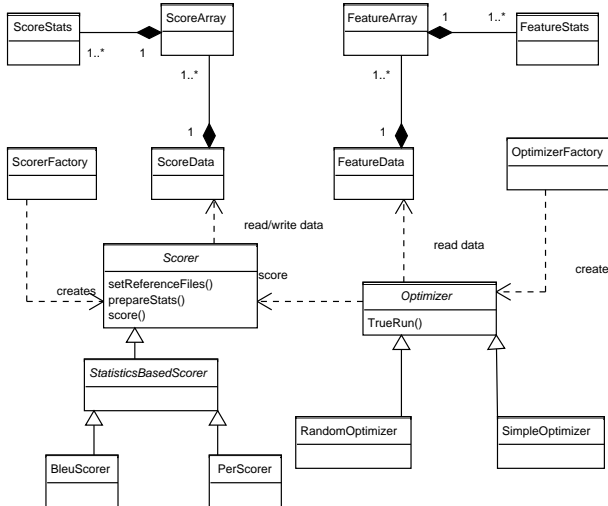 ScoreStats
1..*
1
ScoreArray
1..*
1
ScoreData
FeatureArray
1
1..*
FeatureStats
1..*
1
FeatureData
ScorerFactory
OptimizerFactory
read/write data
read data
creates
create
Scorer
setReferenceFiles()
prepareStats()
score()
score
Optimizer
TrueRun()
StatisticsBasedScorer
BleuScorer
PerScorer
RandomOptimizer
SimpleOptimizer